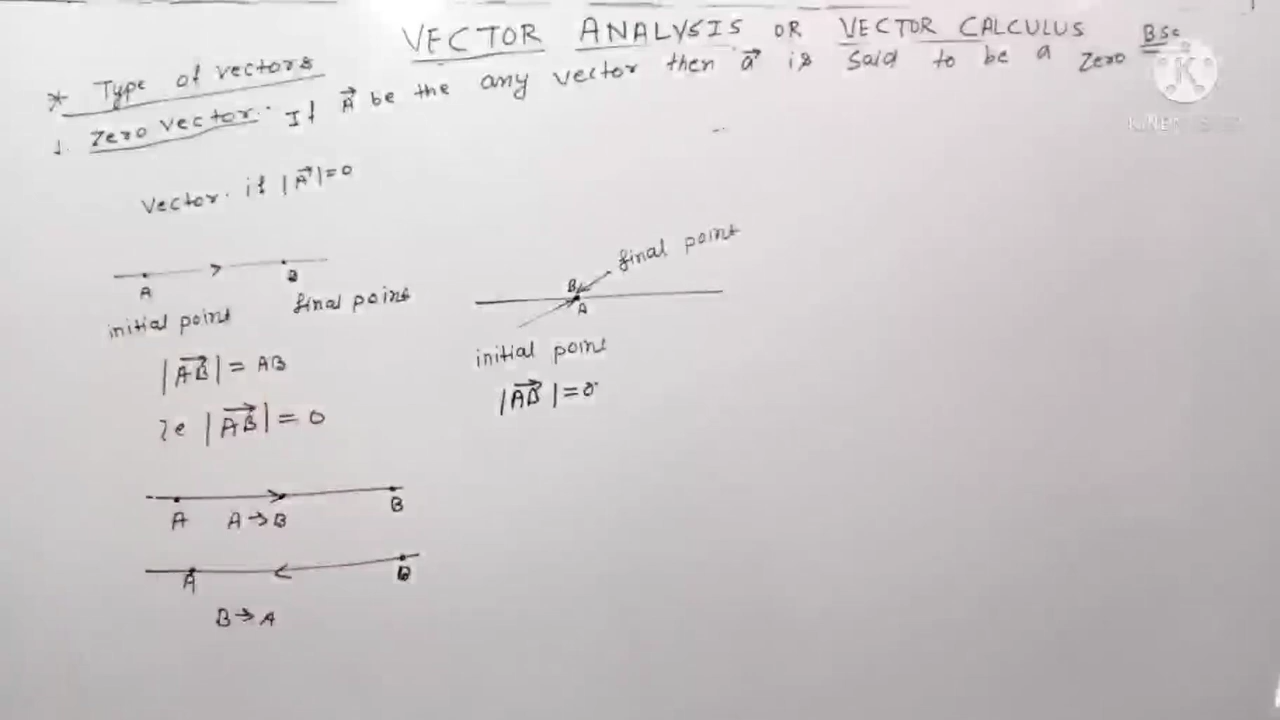 VECTOR ANALYSIS OR VECTOR CALCULUS BSc
* Type of vectors
1. Zero vector: If A⃗ be the any vector then a⃗ is said to be a zero
vector. if |A⃗|=0
final point
A B
B A
initial point final point
initial point
|AB⃗| = AB
|AB⃗|=0
ie |AB⃗| = 0
A A→B B
A B
B→A
K
KINEMASTER